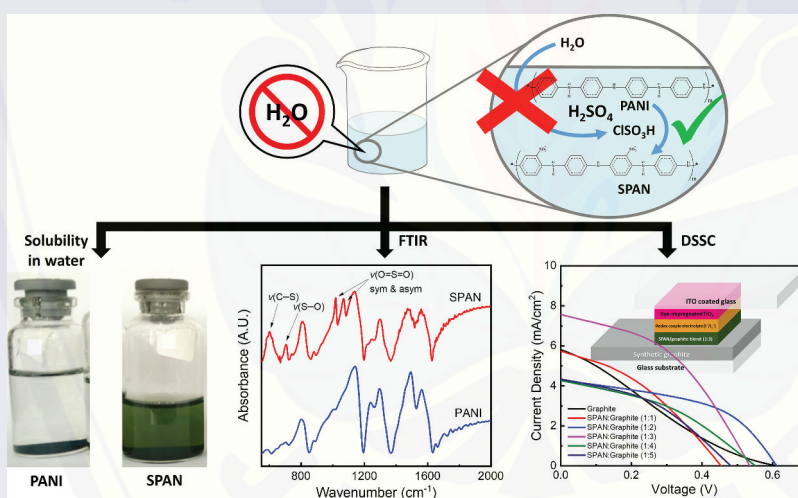 H₂O
H₂O
PANI
H₂SO₄
ClSO₃H
SPAN
Solubility
in water
PANI
SPAN
FTIR
ν(C–S)
ν(S–O)
ν(O=S=O)
sym & asym
SPAN
PANI
Absorbance (A.U.)
800
1200
1600
2000
Wavenumber (cm⁻¹)
DSSC
Current Density (mA/cm²)
10
8
6
4
2
0
ITO coated glass
Dye-impregnated TiO₂
SPAN/graphite blend (1:3)
Synthetic graphite
Glass substrate
Graphite
SPAN:Graphite (1:1)
SPAN:Graphite (1:2)
SPAN:Graphite (1:3)
SPAN:Graphite (1:4)
SPAN:Graphite (1:5)
0.0
0.2
0.4
0.6
Voltage (V)